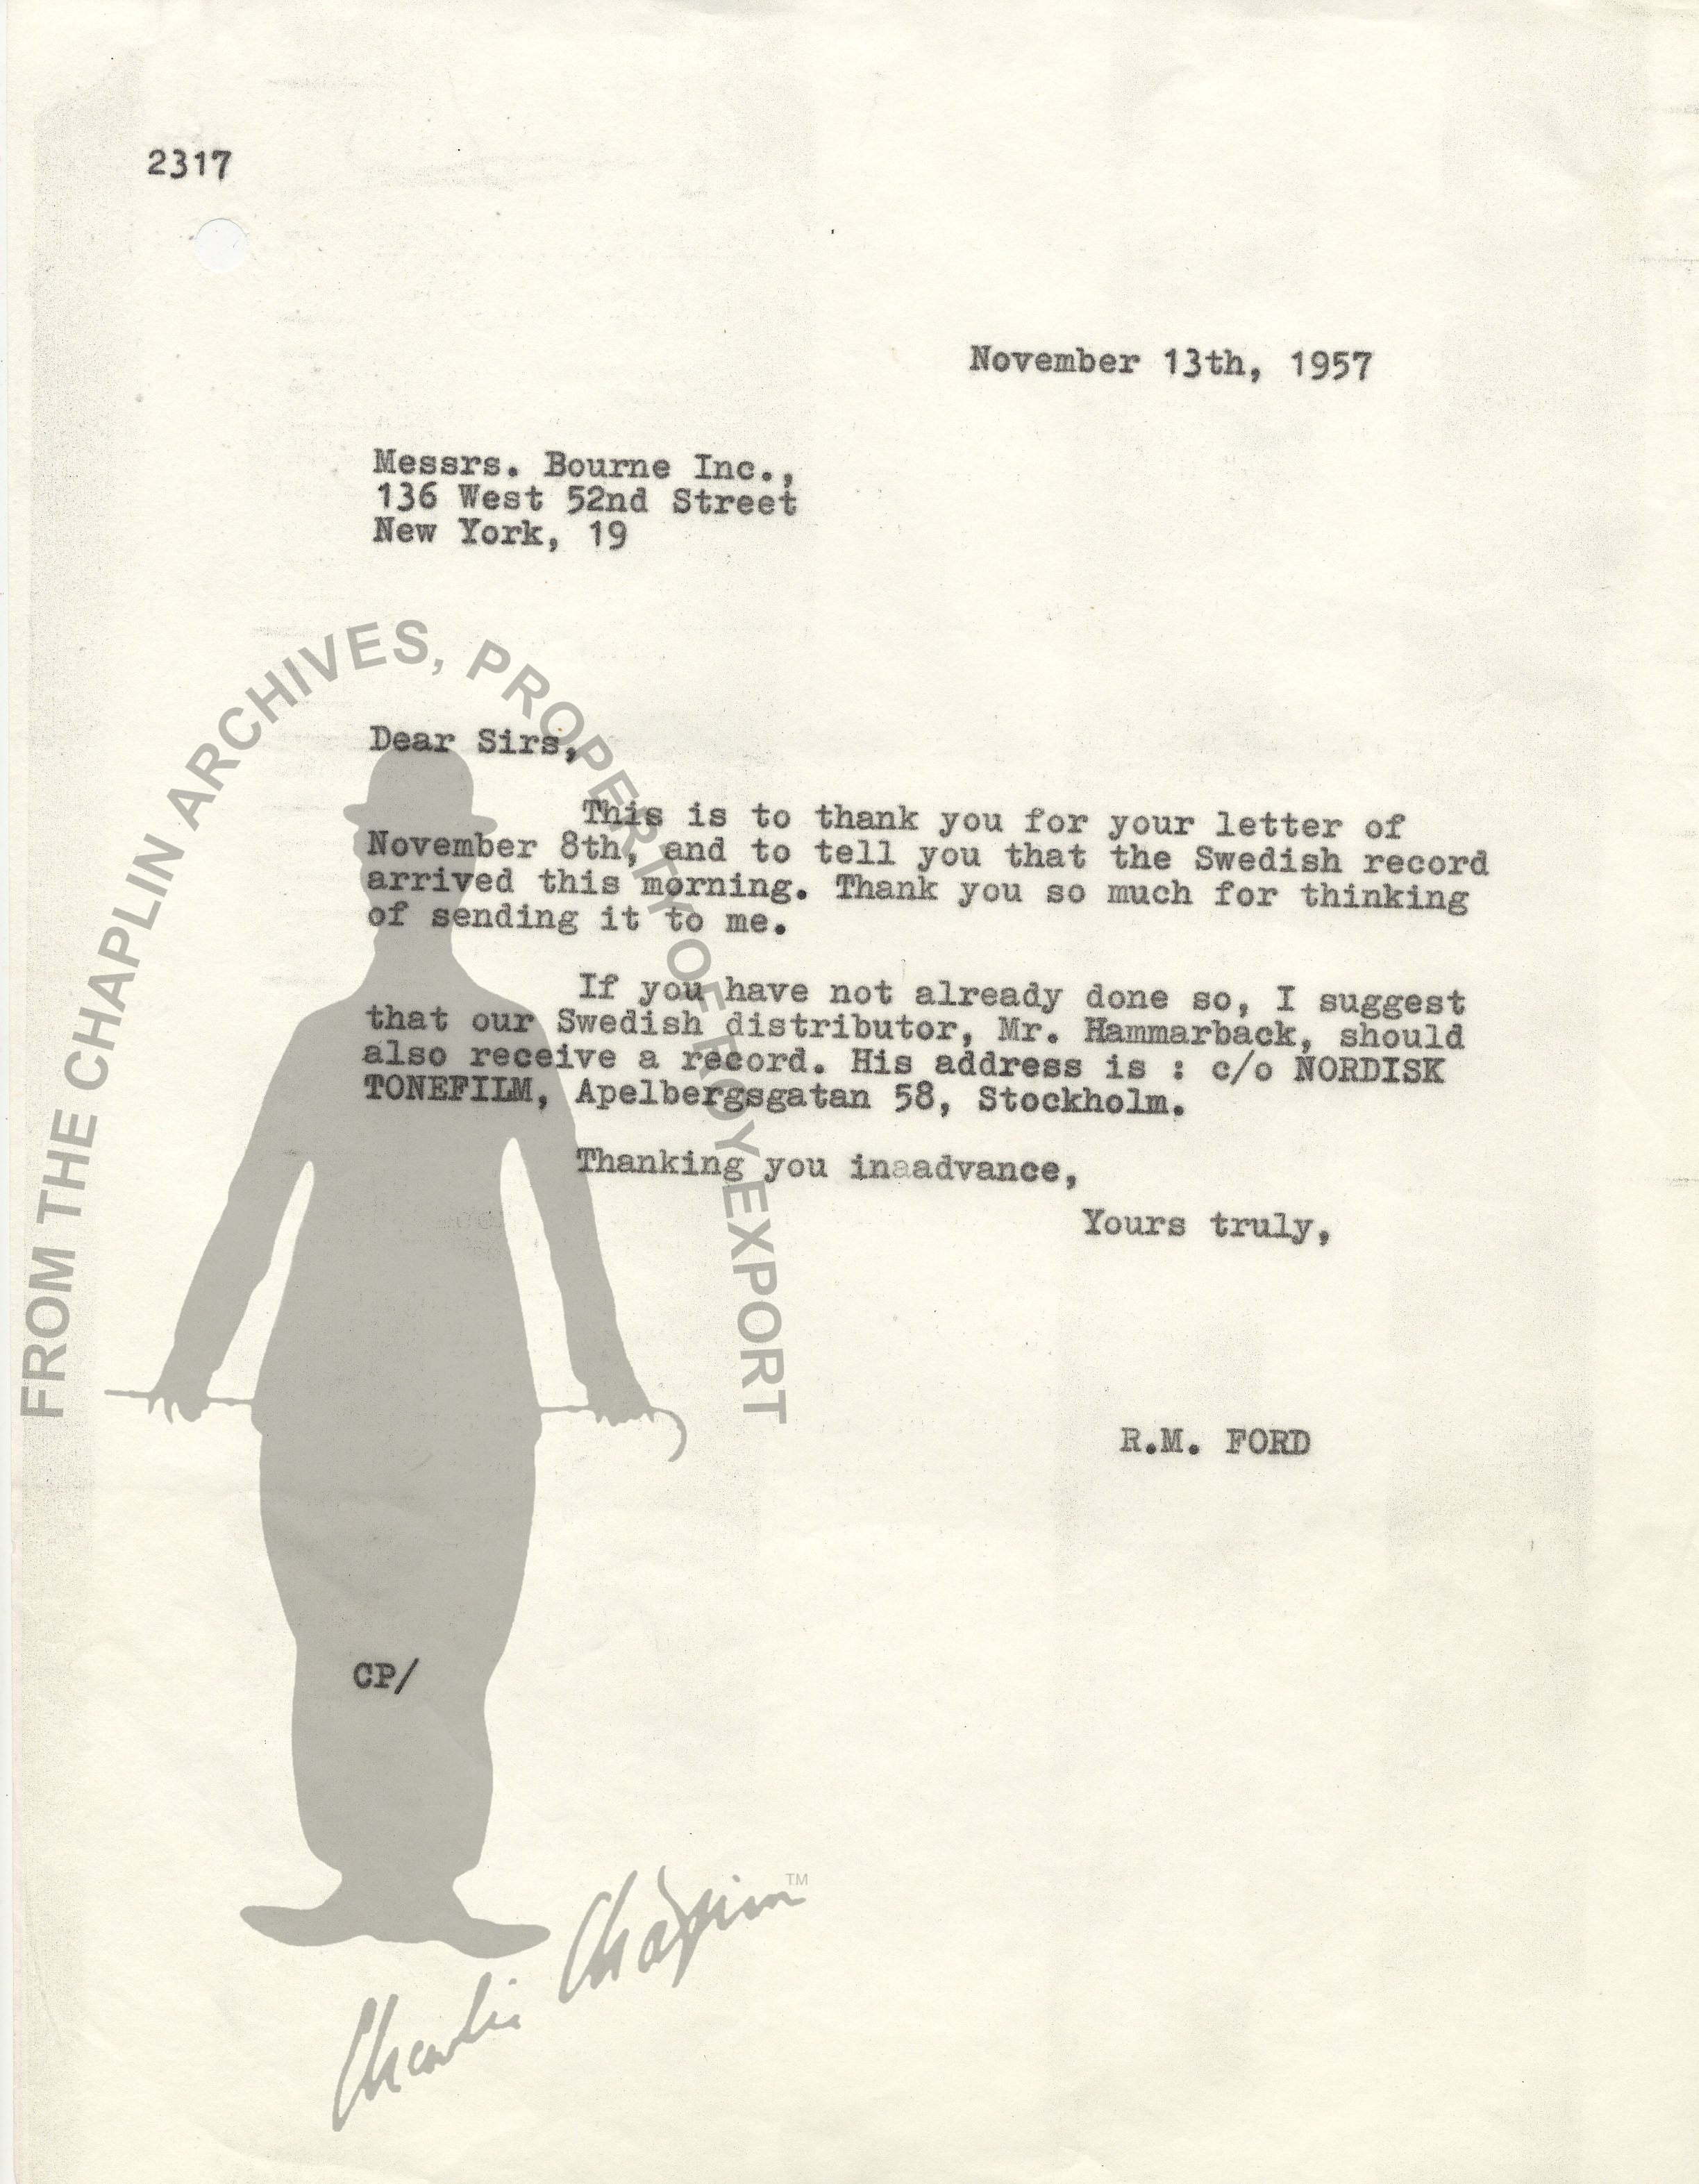 2317
November 13th, 1957
Messrs. Bourne Inc.,
136 West 52nd Street
New York, 19
FROM THE CHAPLIN ARCHIVES, PROPERTY OF ROY EXPORT
Dear Sirs,
This is to thank you for your letter of
November 8th, and to tell you that the Swedish record
arrived this morning. Thank you so much for thinking
of sending it to me.
If you have not already done so, I suggest
that our Swedish distributor, Mr. Hammarback, should
also receive a record. His address is : c/o NORDISK
TONEFILM, Apelbergsgatan 58, Stockholm.
Thanking you inaadvance,
Yours truly,
R.M. FORD
CP/
Charlie Chaplin TM